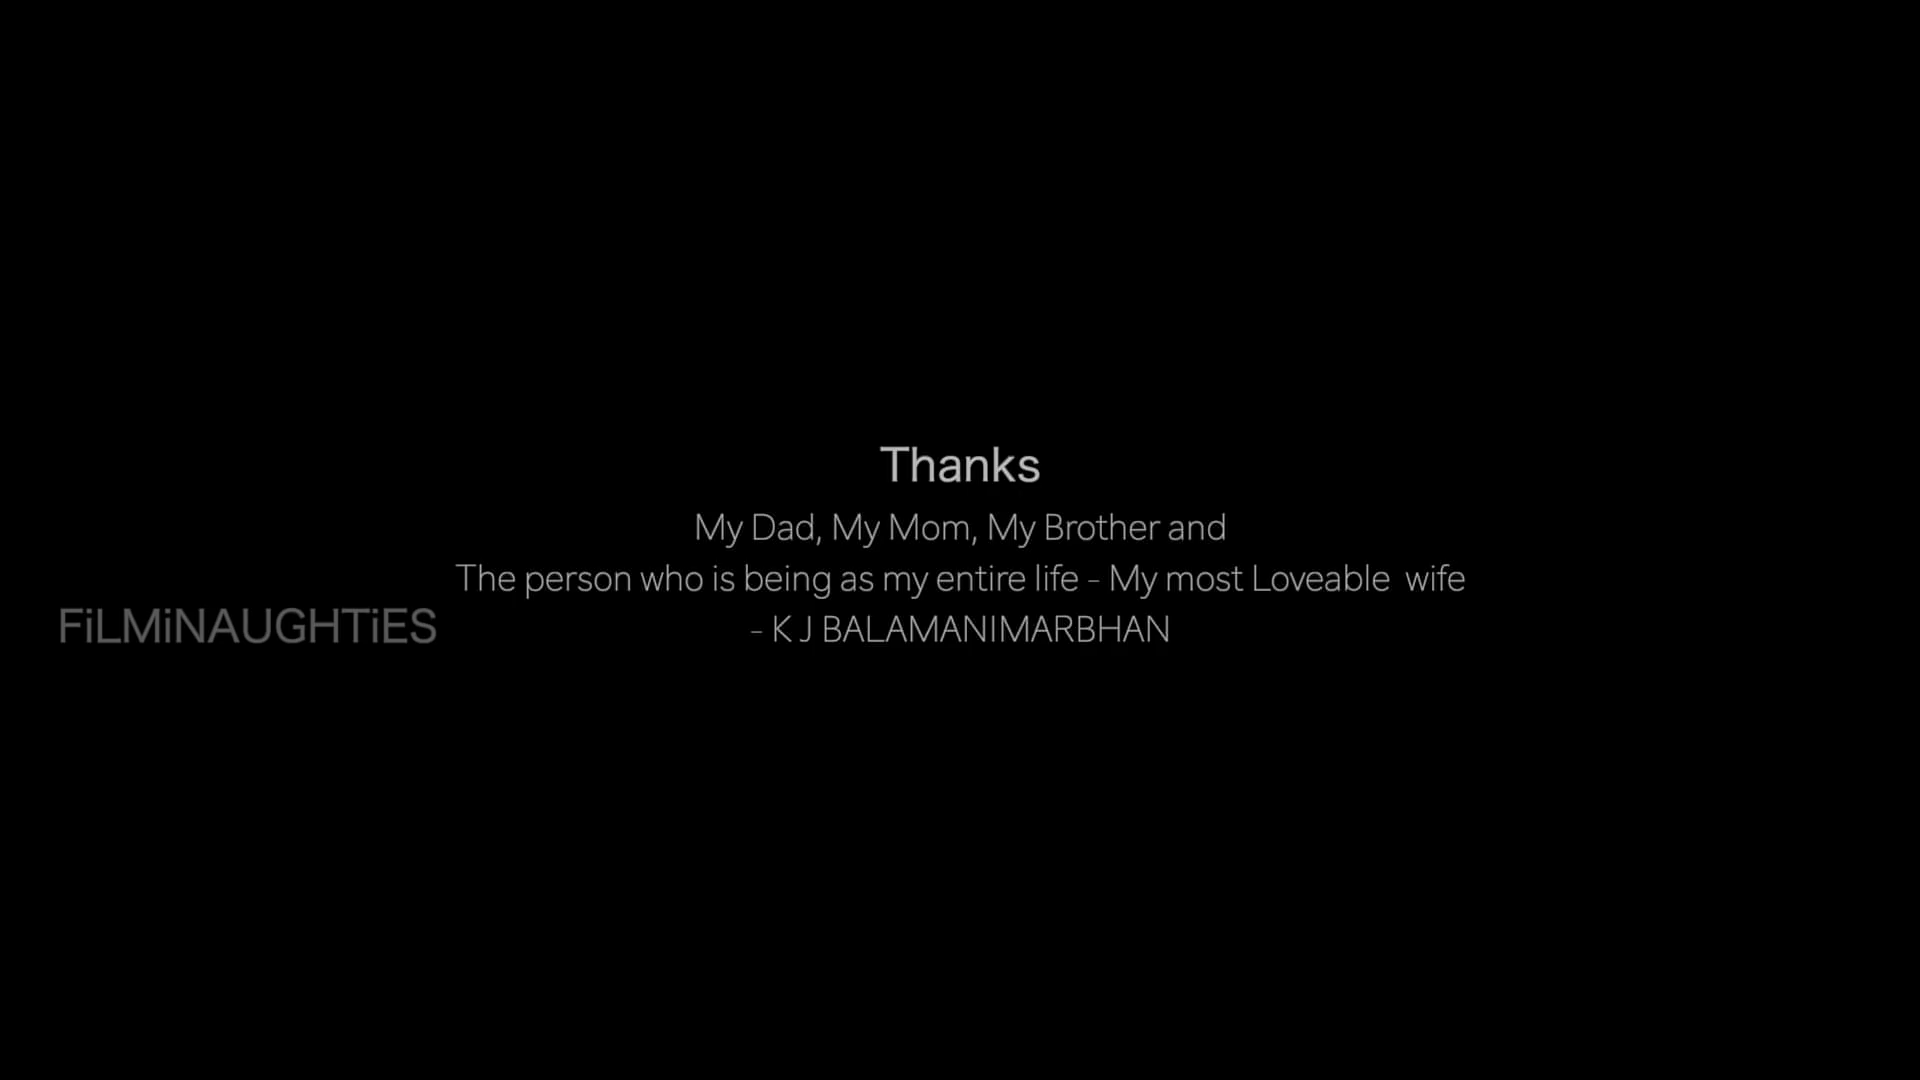 Thanks
My Dad, My Mom, My Brother and
The person who is being as my entire life - My most Loveable wife
- K J BALAMANIMARBHAN
FiLMiNAUGHTiES